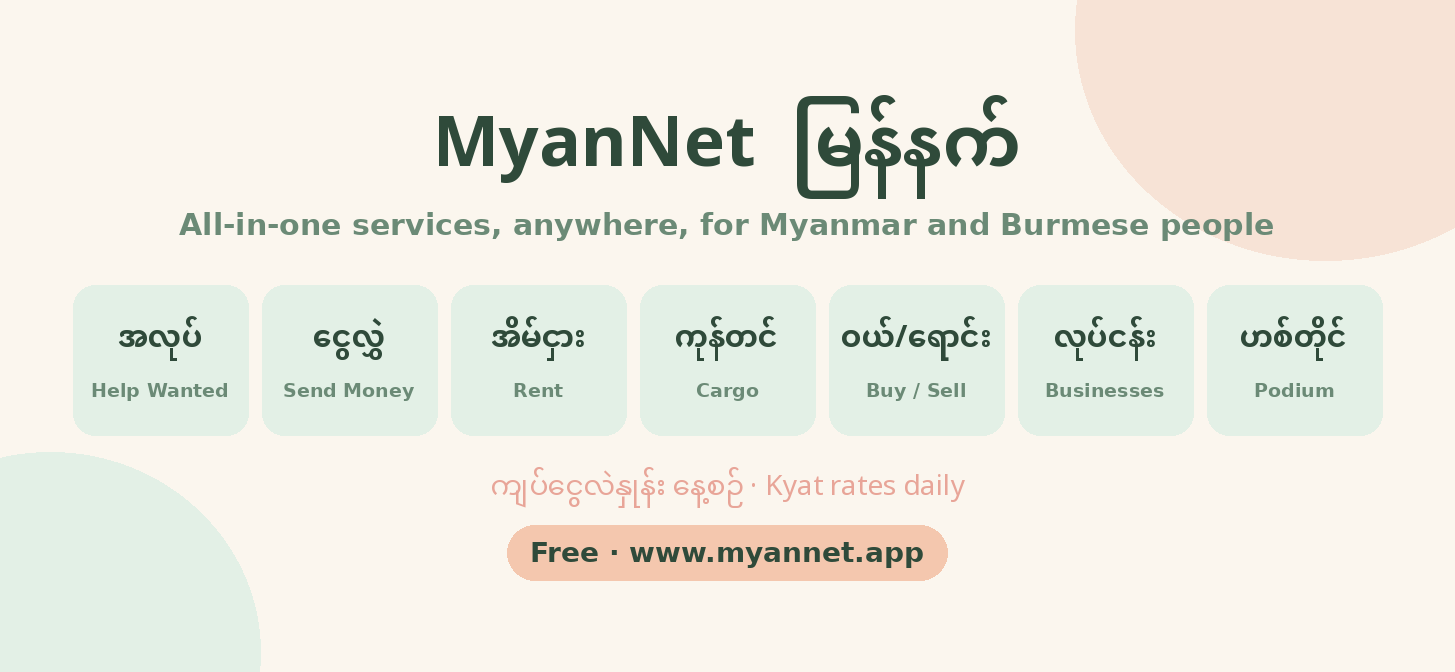 MyanNet မြန်နက်
All-in-one services, anywhere, for Myanmar and Burmese people
အလုပ်
Help Wanted
ငွေလွှဲ
Send Money
အိမ်ငှား
Rent
ကုန်တင်
Cargo
ဝယ်/ရောင်း
Buy / Sell
လုပ်ငန်း
Businesses
ဟစ်တိုင်
Podium
ကျပ်ငွေလဲနှုန်း နေ့စဉ် · Kyat rates daily
Free · www.myannet.app